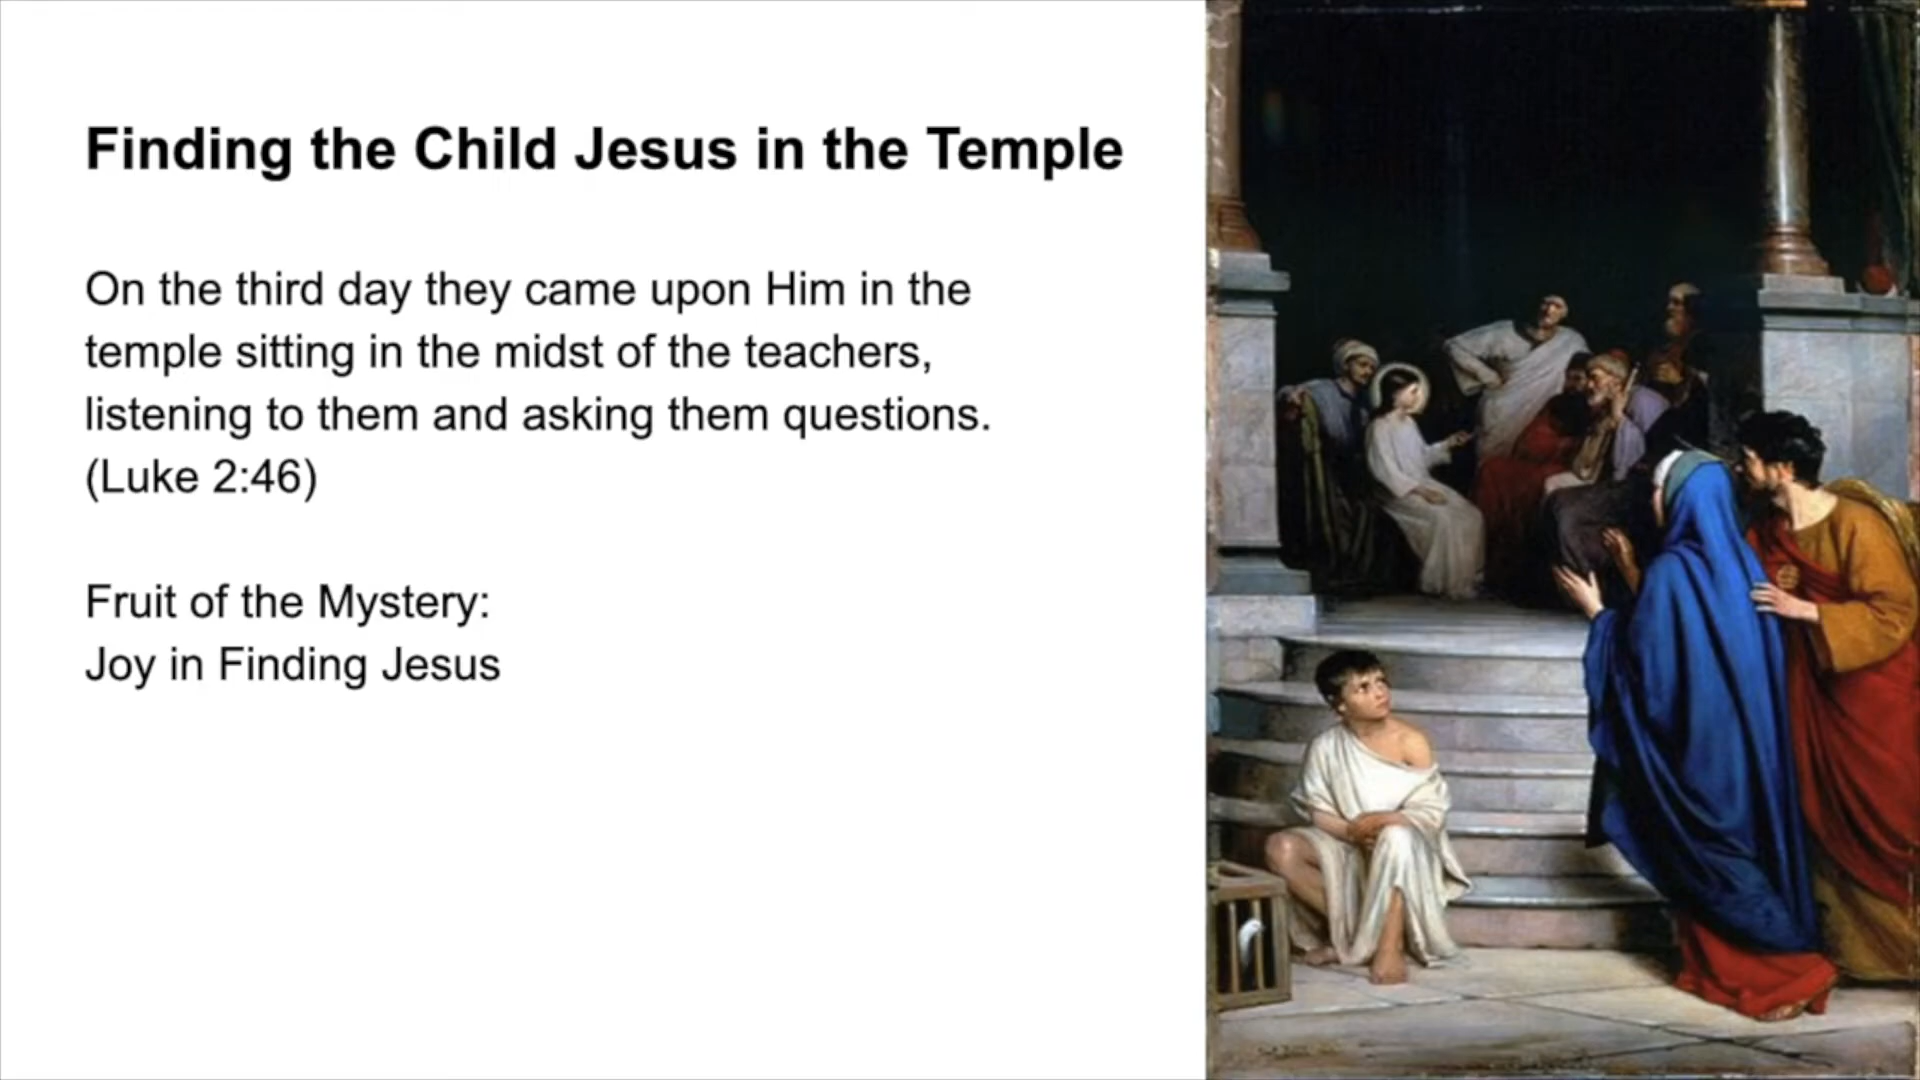 Finding the Child Jesus in the Temple
On the third day they came upon Him in the
temple sitting in the midst of the teachers,
listening to them and asking them questions.
(Luke 2:46)
Fruit of the Mystery:
Joy in Finding Jesus